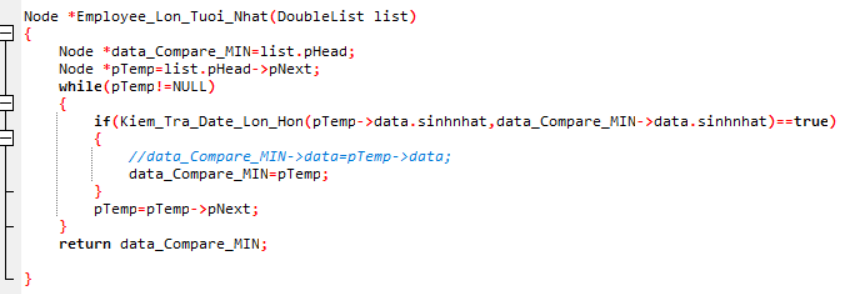 Node *Employee_Lon_Tuoi_Nhat(DoubleList list)
{
    Node *data_Compare_MIN=list.pHead;
    Node *pTemp=list.pHead->pNext;
    while(pTemp!=NULL)
    {
        if(Kiem_Tra_Date_Lon_Hon(pTemp->data.sinhnhat,data_Compare_MIN->data.sinhnhat)==true)
        {
            //data_Compare_MIN->data=pTemp->data;
            data_Compare_MIN=pTemp;
        }
        pTemp=pTemp->pNext;
    }
    return data_Compare_MIN;
}